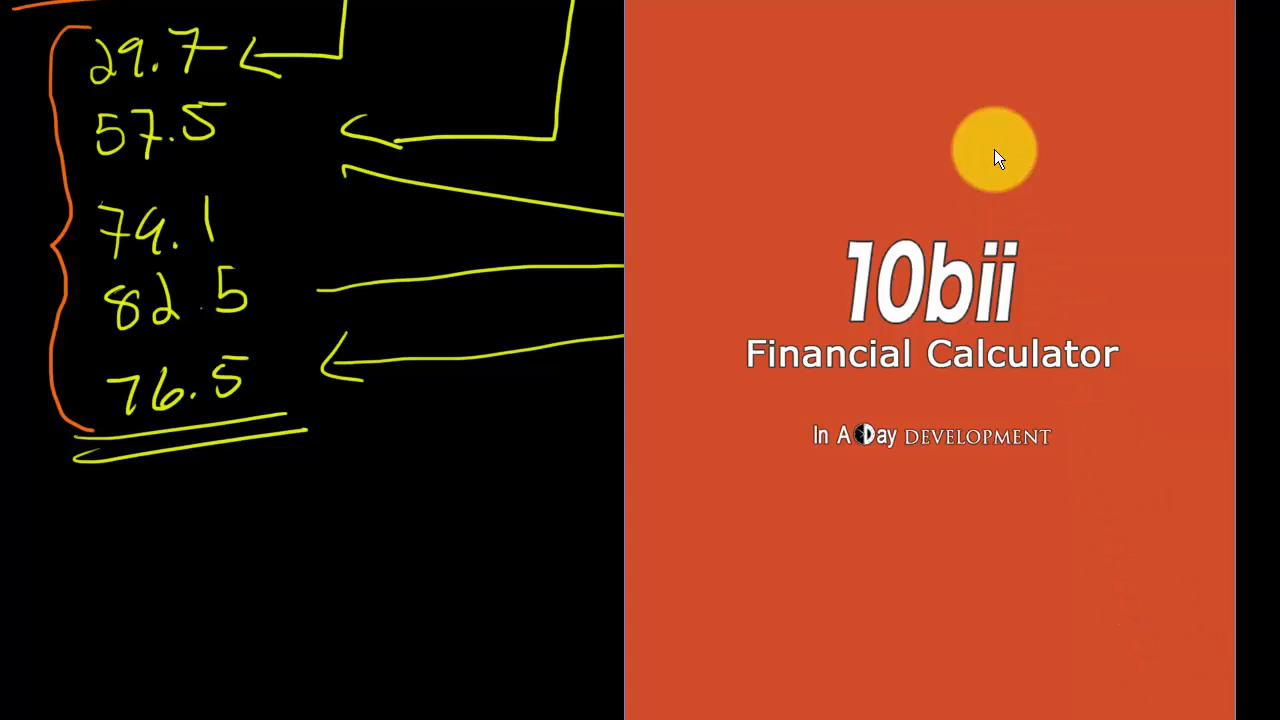 29.7
57.5
79.1
82.5
76.5
10bii
Financial Calculator
In A Day DEVELOPMENT